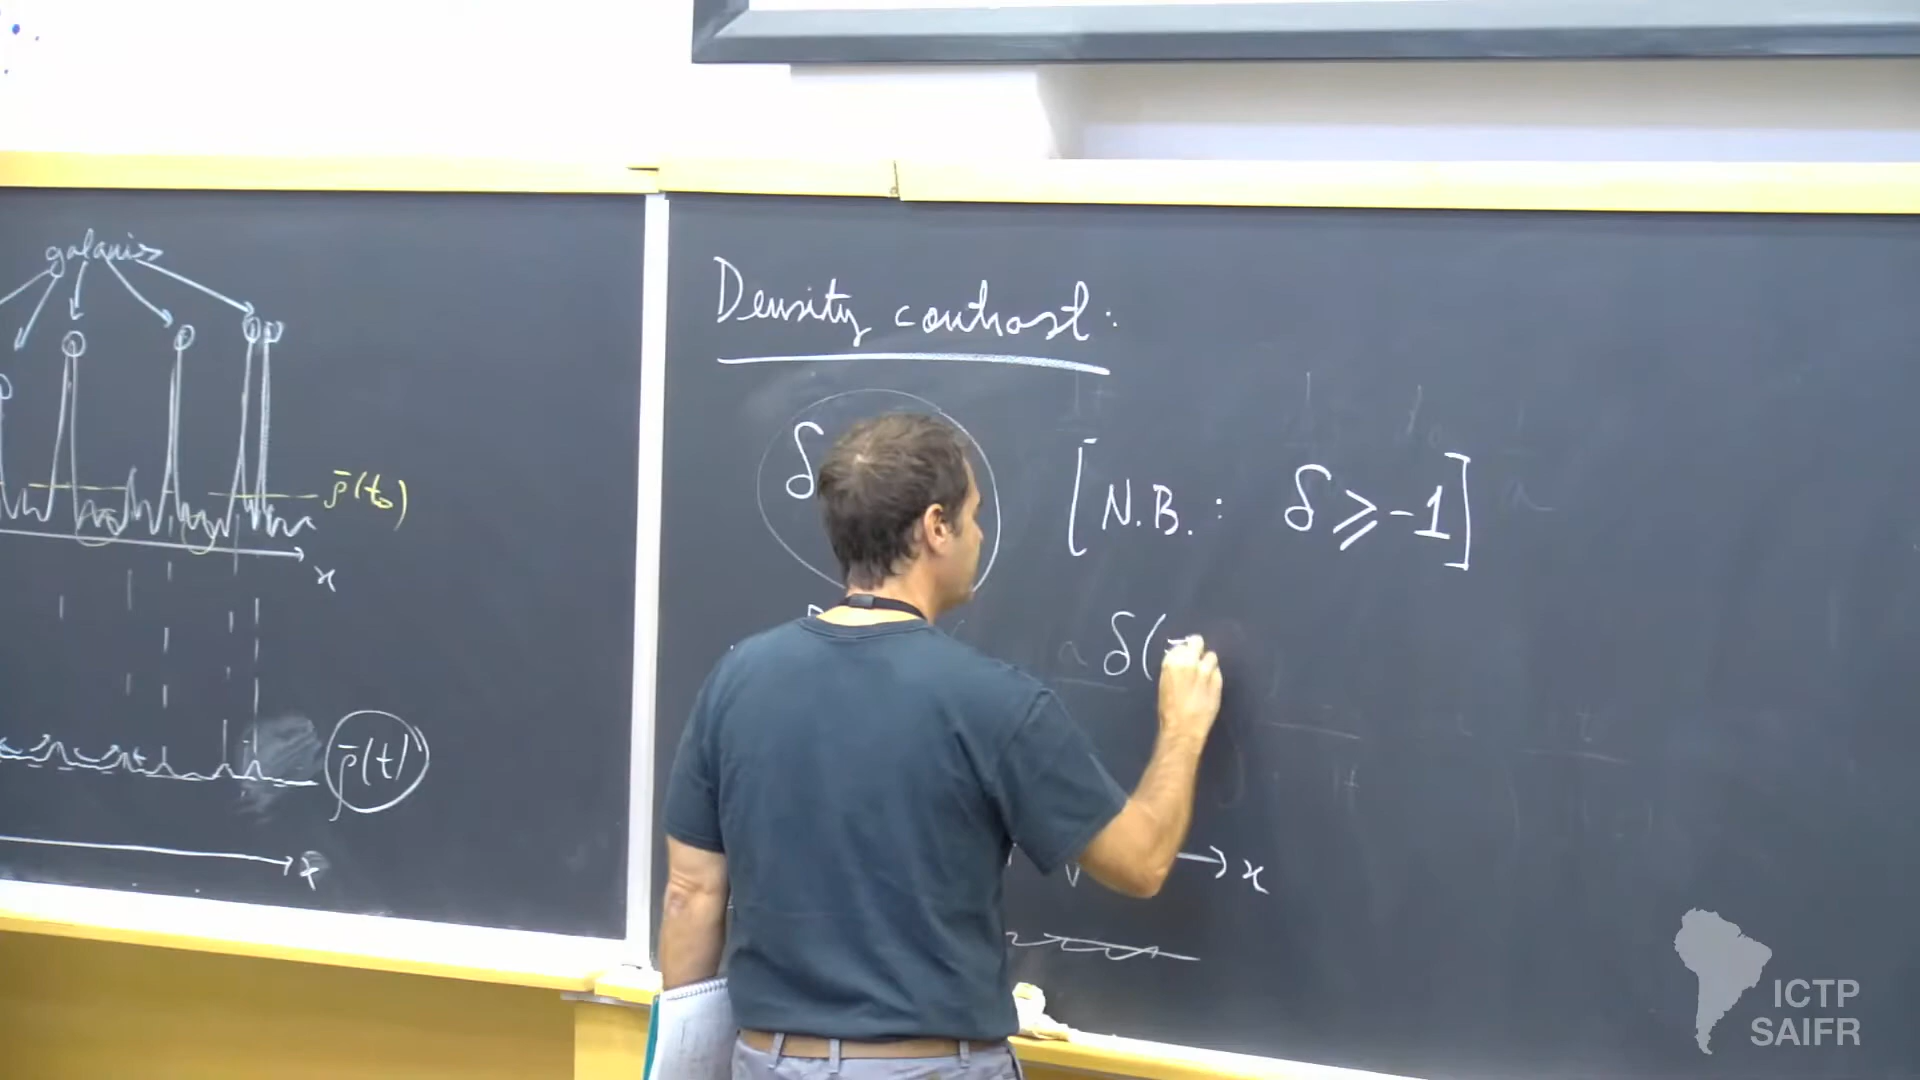 galaxies
ρ̄(t₀)
x
ρ̄(t)
x
Density contrast:
δ
[N.B.: δ ⩾ -1]
δ(
x
ICTP
SAIFR